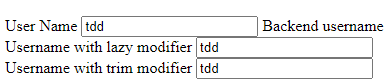 User Name tdd Backend username
Username with lazy modifier tdd
Username with trim modifier tdd